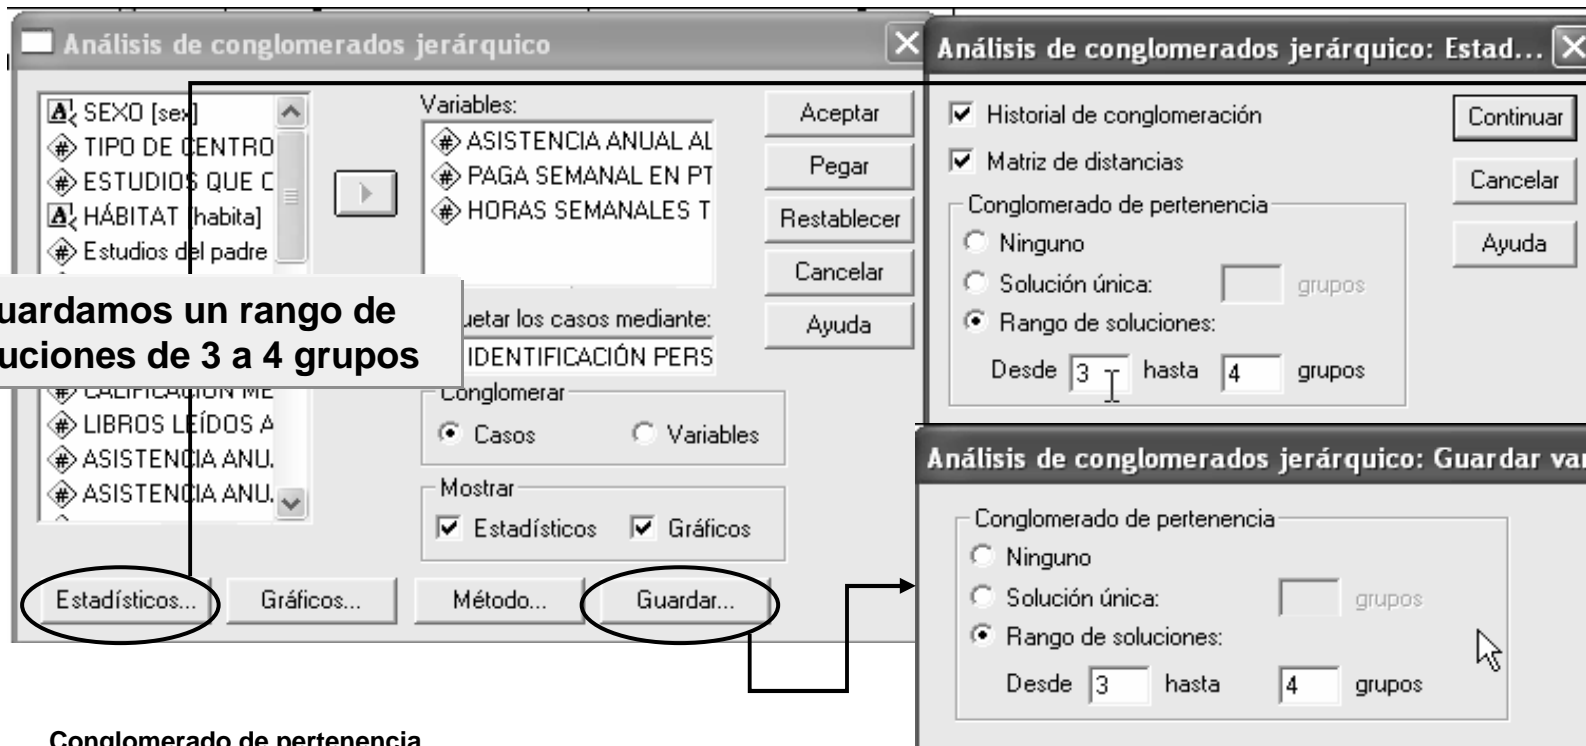 Análisis de conglomerados jerárquico
SEXO [sex]
TIPO DE CENTRO
ESTUDIOS QUE C
HÁBITAT [habita]
Estudios del padre
Variables:
ASISTENCIA ANUAL AL
PAGA SEMANAL EN PT
HORAS SEMANALES T
Aceptar
Pegar
Restablecer
Cancelar
Ayuda
uardamos un rango de
uciones de 3 a 4 grupos
uetar los casos mediante:
IDENTIFICACIÓN PERS
CALIFICACIÓN ME
LIBROS LEÍDOS A
ASISTENCIA ANU.
ASISTENCIA ANU.
Conglomerar
Casos Variables
Mostrar
Estadísticos Gráficos
Estadísticos... Gráficos... Método... Guardar...
Análisis de conglomerados jerárquico: Estad...
Historial de conglomeración
Matriz de distancias
Conglomerado de pertenencia
Ninguno
Solución única: grupos
Rango de soluciones:
Desde 3 hasta 4 grupos
Continuar
Cancelar
Ayuda
Análisis de conglomerados jerárquico: Guardar var
Conglomerado de pertenencia
Ninguno
Solución única: grupos
Rango de soluciones:
Desde 3 hasta 4 grupos
Conglomerado de pertenencia